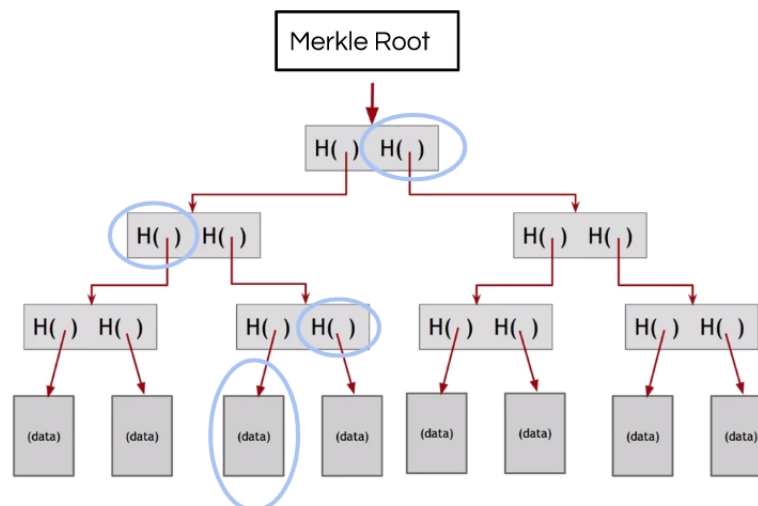 Merkle Root
H( ) H( )
H( ) H( ) H( ) H( )
H( ) H( ) H( ) H( ) H( ) H( ) H( ) H( )
(data) (data) (data) (data) (data) (data) (data) (data)